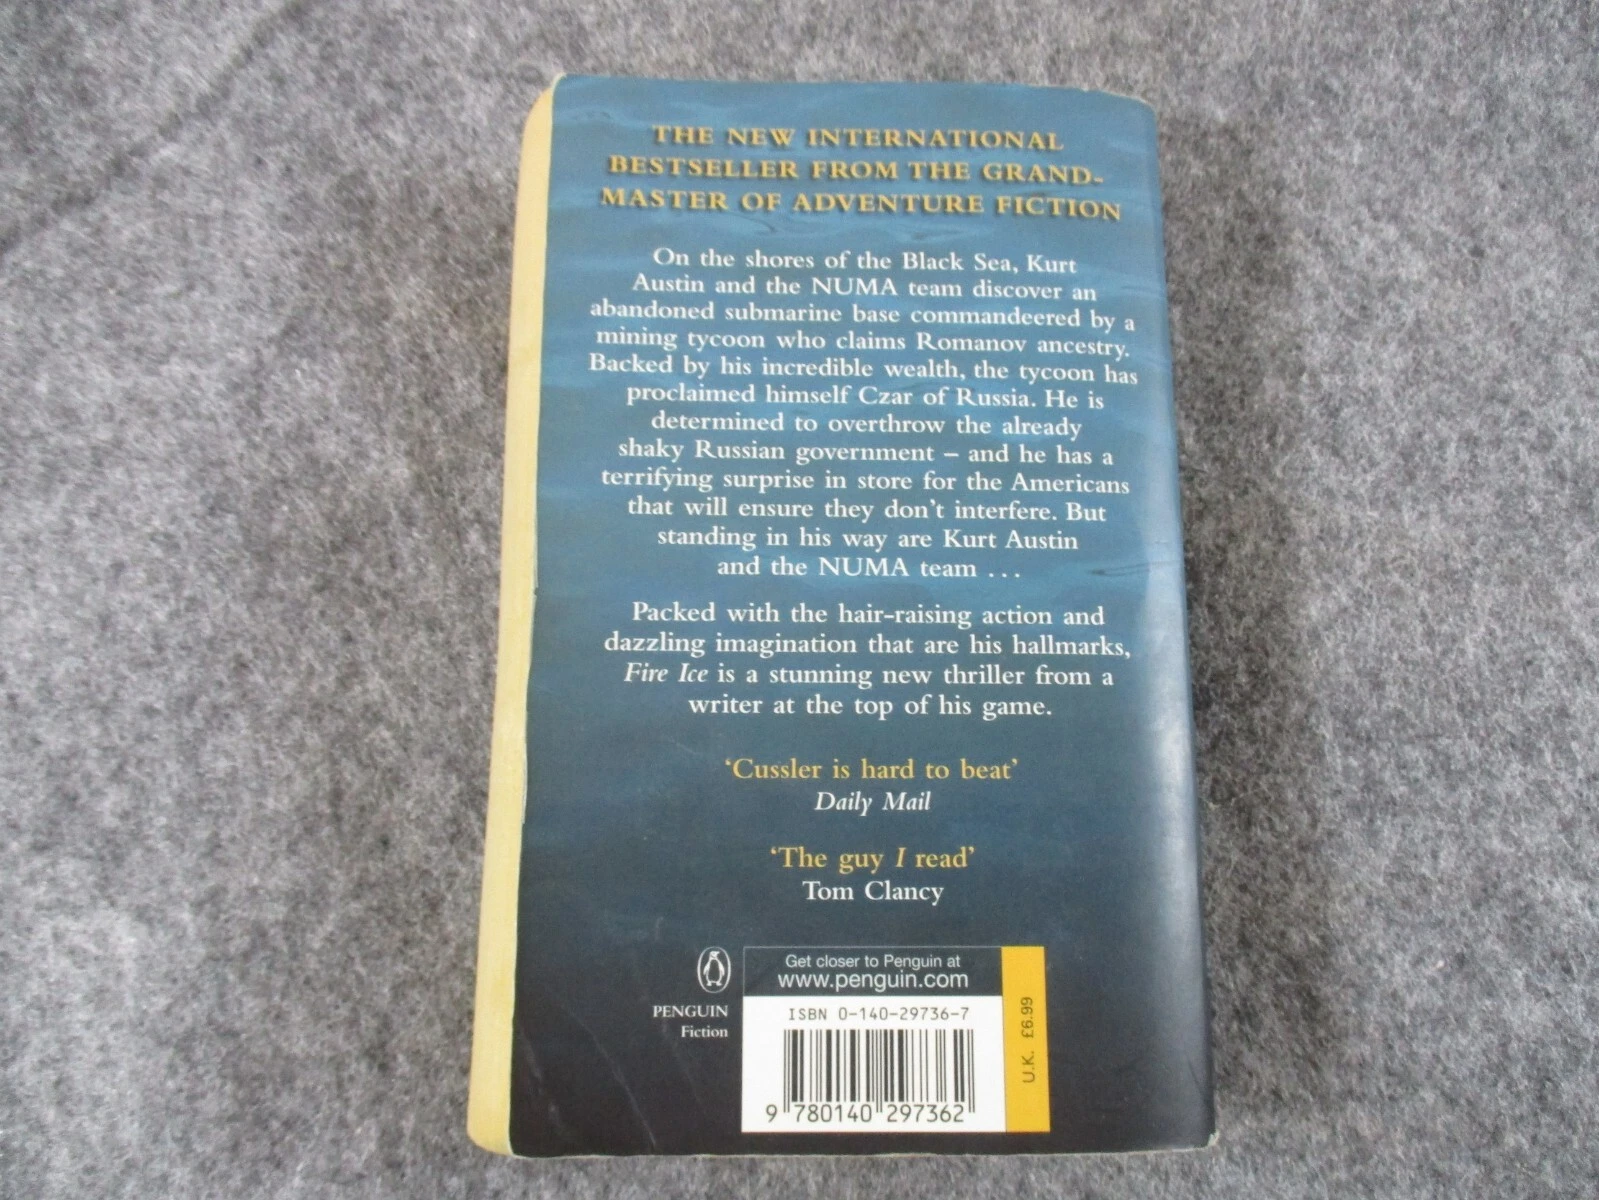 THE NEW INTERNATIONAL
BESTSELLER FROM THE GRAND-
MASTER OF ADVENTURE FICTION
On the shores of the Black Sea, Kurt
Austin and the NUMA team discover an
abandoned submarine base commandeered by a
mining tycoon who claims Romanov ancestry.
Backed by his incredible wealth, the tycoon has
proclaimed himself Czar of Russia. He is
determined to overthrow the already
shaky Russian government – and he has a
terrifying surprise in store for the Americans
that will ensure they don't interfere. But
standing in his way are Kurt Austin
and the NUMA team ...
Packed with the hair-raising action and
dazzling imagination that are his hallmarks,
Fire Ice is a stunning new thriller from a
writer at the top of his game.
‘Cussler is hard to beat’
Daily Mail
‘The guy I read’
Tom Clancy
PENGUIN
Fiction
Get closer to Penguin at
www.penguin.com
ISBN 0-140-29736-7
9 780140 297362
U.K. £6.99